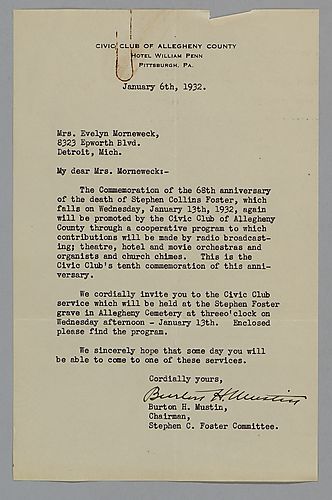 CIVIC CLUB OF ALLEGHENY COUNTY
HOTEL WILLIAM PENN
PITTSBURGH, PA.
January 6th, 1932.
Mrs. Evelyn Morneweck,
8323 Epworth Blvd.
Detroit, Mich.
My dear Mrs. Morneweck:-
The Commemoration of the 68th anniversary
of the death of Stephen Collins Foster, which
falls on Wednesday, January 13th, 1932, again
will be promoted by the Civic Club of Allegheny
County through a cooperative program to which
contributions will be made by radio broadcast-
ing; theatre, hotel and movie orchestras and
organists and church chimes. This is the
Civic Club's tenth commemoration of this anni-
versary.
We cordially invite you to the Civic Club
service which will be held at the Stephen Foster
grave in Allegheny Cemetery at threeo'clock on
Wednesday afternoon - January 13th. Enclosed
please find the program.
We sincerely hope that some day you will
be able to come to one of these services.
Cordially yours,
Burton H. Mustin
Burton H. Mustin,
Chairman,
Stephen C. Foster Committee.